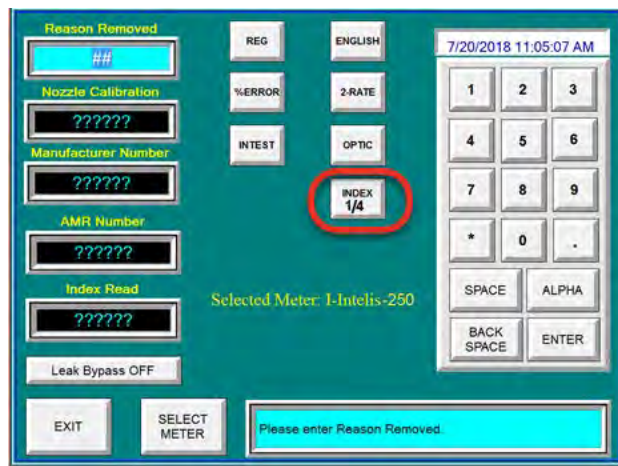 Reason Removed
##
Nozzle Calibration
??????
Manufacturer Number
??????
AMR Number
??????
Index Read
??????
Leak Bypass OFF
REG
ENGLISH
%ERROR
2-RATE
INTEST
OPTIC
INDEX
1/4
Selected Meter: I-Intelis-250
7/20/2018 11:05:07 AM
1 2 3
4 5 6
7 8 9
* 0 .
SPACE ALPHA
BACK
SPACE
ENTER
EXIT
SELECT
METER
Please enter Reason Removed.